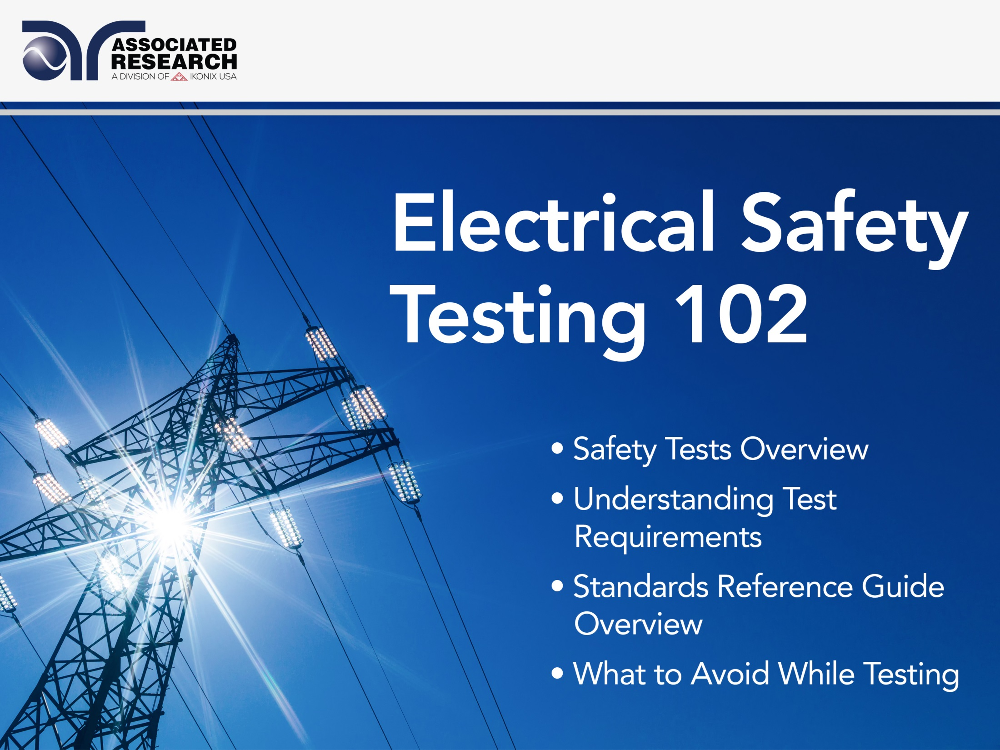 ar
ASSOCIATED
RESEARCH
A DIVISION OF IKONIX USA
Electrical Safety
Testing 102
• Safety Tests Overview
• Understanding Test
Requirements
• Standards Reference Guide
Overview
• What to Avoid While Testing